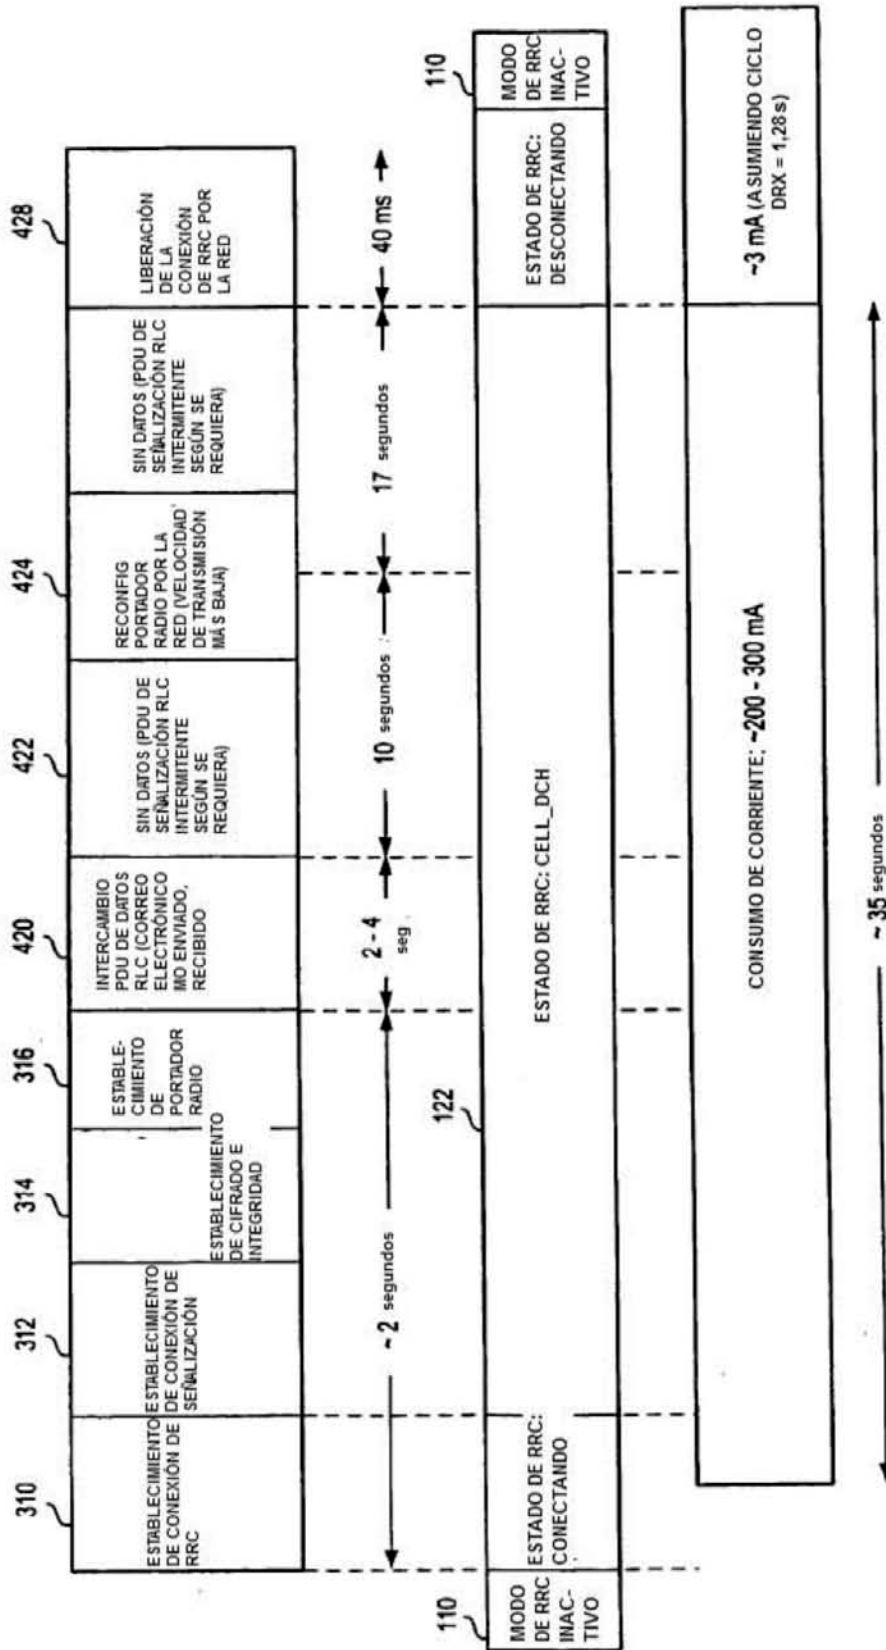 310
312
314
316
420
422
424
428
ESTABLECIMIENTO
DE CONEXIÓN DE
RRC
ESTABLECIMIENTO
DE CONEXIÓN DE
SEÑALIZACIÓN
ESTABLECIMIENTO
DE CIFRADO E
INTEGRIDAD
ESTABLE-
CIMIENTO
DE
PORTADOR
RADIO
INTERCAMBIO
PDU DE DATOS
RLC (CORREO
ELECTRÓNICO
MO ENVIADO,
RECIBIDO
SIN DATOS (PDU DE
SEÑALIZACIÓN RLC
INTERMITENTE
SEGÚN SE
REQUIERA)
RECONFIG
PORTADOR
RADIO POR LA
RED (VELOCIDAD
DE TRANSMISIÓN
MÁS BAJA)
SIN DATOS (PDU DE
SEÑALIZACIÓN RLC
INTERMITENTE
SEGÚN SE
REQUIERA)
LIBERACIÓN
DE LA
CONEXIÓN
DE RRC POR
LA RED
~2 segundos
2 - 4
seg
10 segundos
17 segundos
40 ms
110
122
110
MODO
DE RRC
INAC-
TIVO
ESTADO DE RRC:
CONECTANDO
ESTADO DE RRC: CELL_DCH
ESTADO DE RRC:
DESCONECTANDO
MODO
DE RRC
INAC-
TIVO
CONSUMO DE CORRIENTE: ~200 - 300 mA
~3 mA (ASUMIENDO CICLO
DRX = 1,28 s)
~ 35 segundos